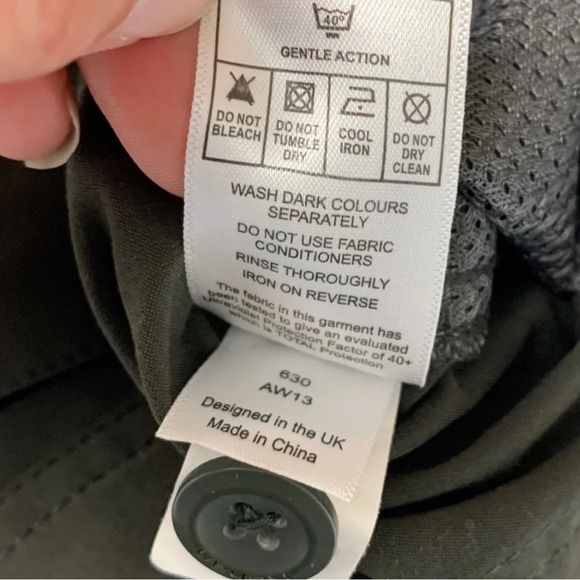 40°
GENTLE ACTION
DO NOT
BLEACH
DO NOT
TUMBLE
DRY
COOL
IRON
DO NOT
DRY
CLEAN
WASH DARK COLOURS
SEPARATELY
DO NOT USE FABRIC
CONDITIONERS
RINSE THOROUGHLY
IRON ON REVERSE
The fabric in this garment has
been tested to give an evaluated
Ultraviolet Protection Factor of 40+
which is TOTAL Protection
630
AW13
Designed in the UK
Made in China